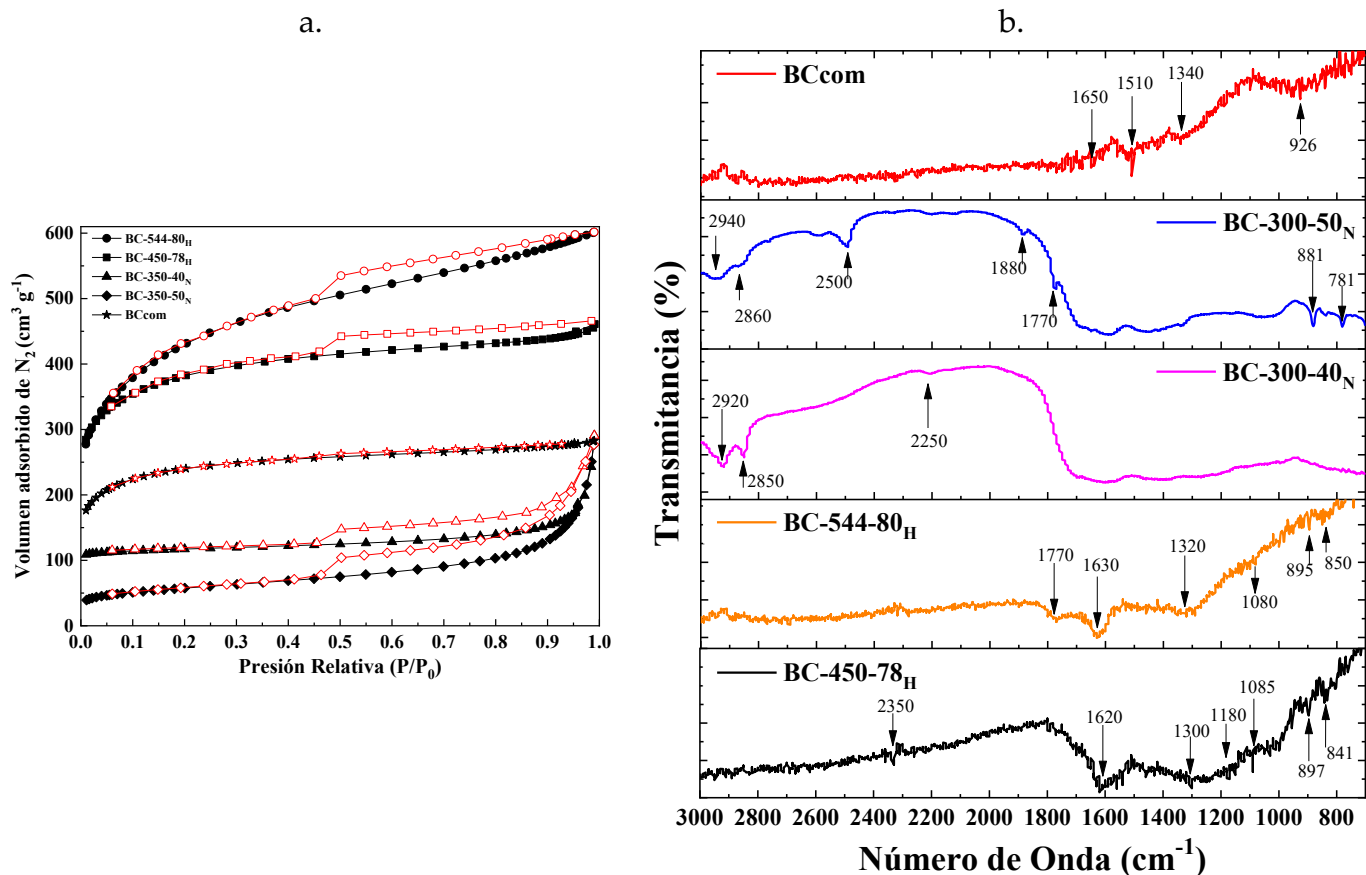 a.
600
500
400
300
200
100
0
Volumen adsorbido de N₂ (cm³ g⁻¹)
BC-544-80H
BC-450-78H
BC-350-40N
BC-350-50N
BCcom
0.0 0.1 0.2 0.3 0.4 0.5 0.6 0.7 0.8 0.9 1.0
Presión Relativa (P/P₀)
b.
Transmitancia (%)
BCcom
1650 1510 1340
926
BC-300-50N
2940
2860
2500
1880
1770
881
781
BC-300-40N
2920
2850
2250
BC-544-80H
1770 1630 1320
1080
895
850
BC-450-78H
2350
1620
1300
1180
1085
897
841
3000 2800 2600 2400 2200 2000 1800 1600 1400 1200 1000 800
Número de Onda (cm⁻¹)